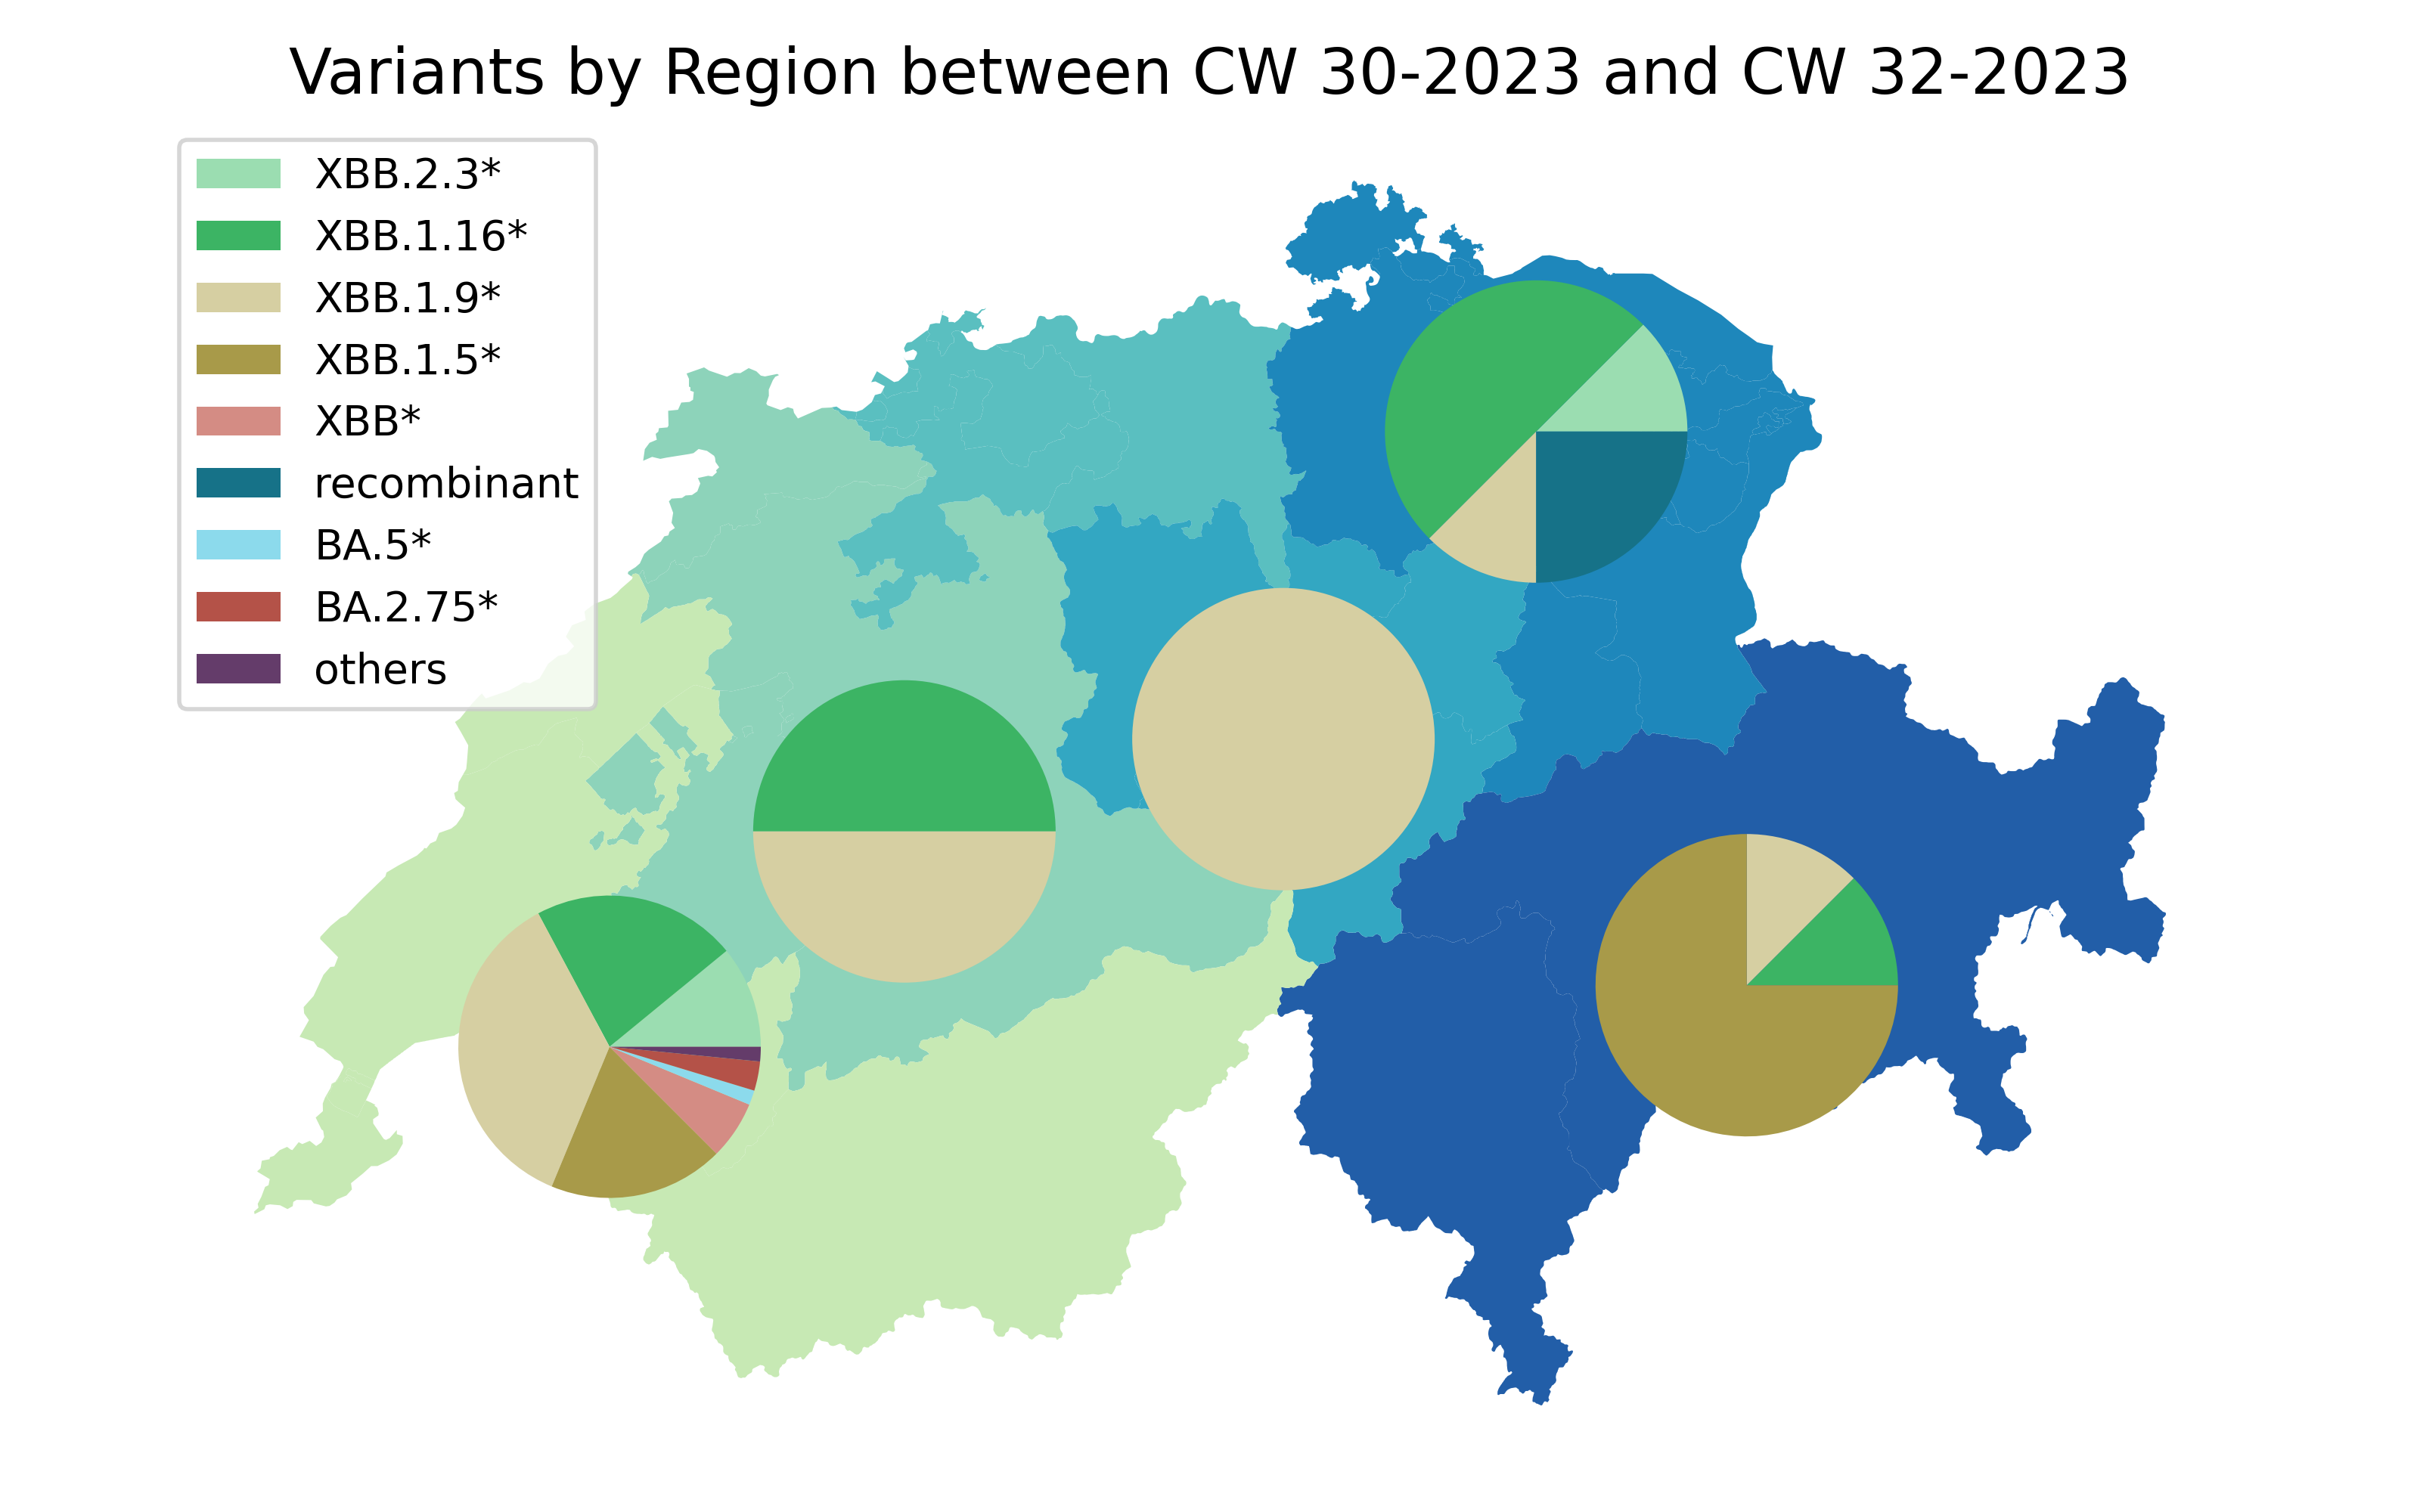 Variants by Region between CW 30-2023 and CW 32-2023
XBB.2.3*
XBB.1.16*
XBB.1.9*
XBB.1.5*
XBB*
recombinant
BA.5*
BA.2.75*
others